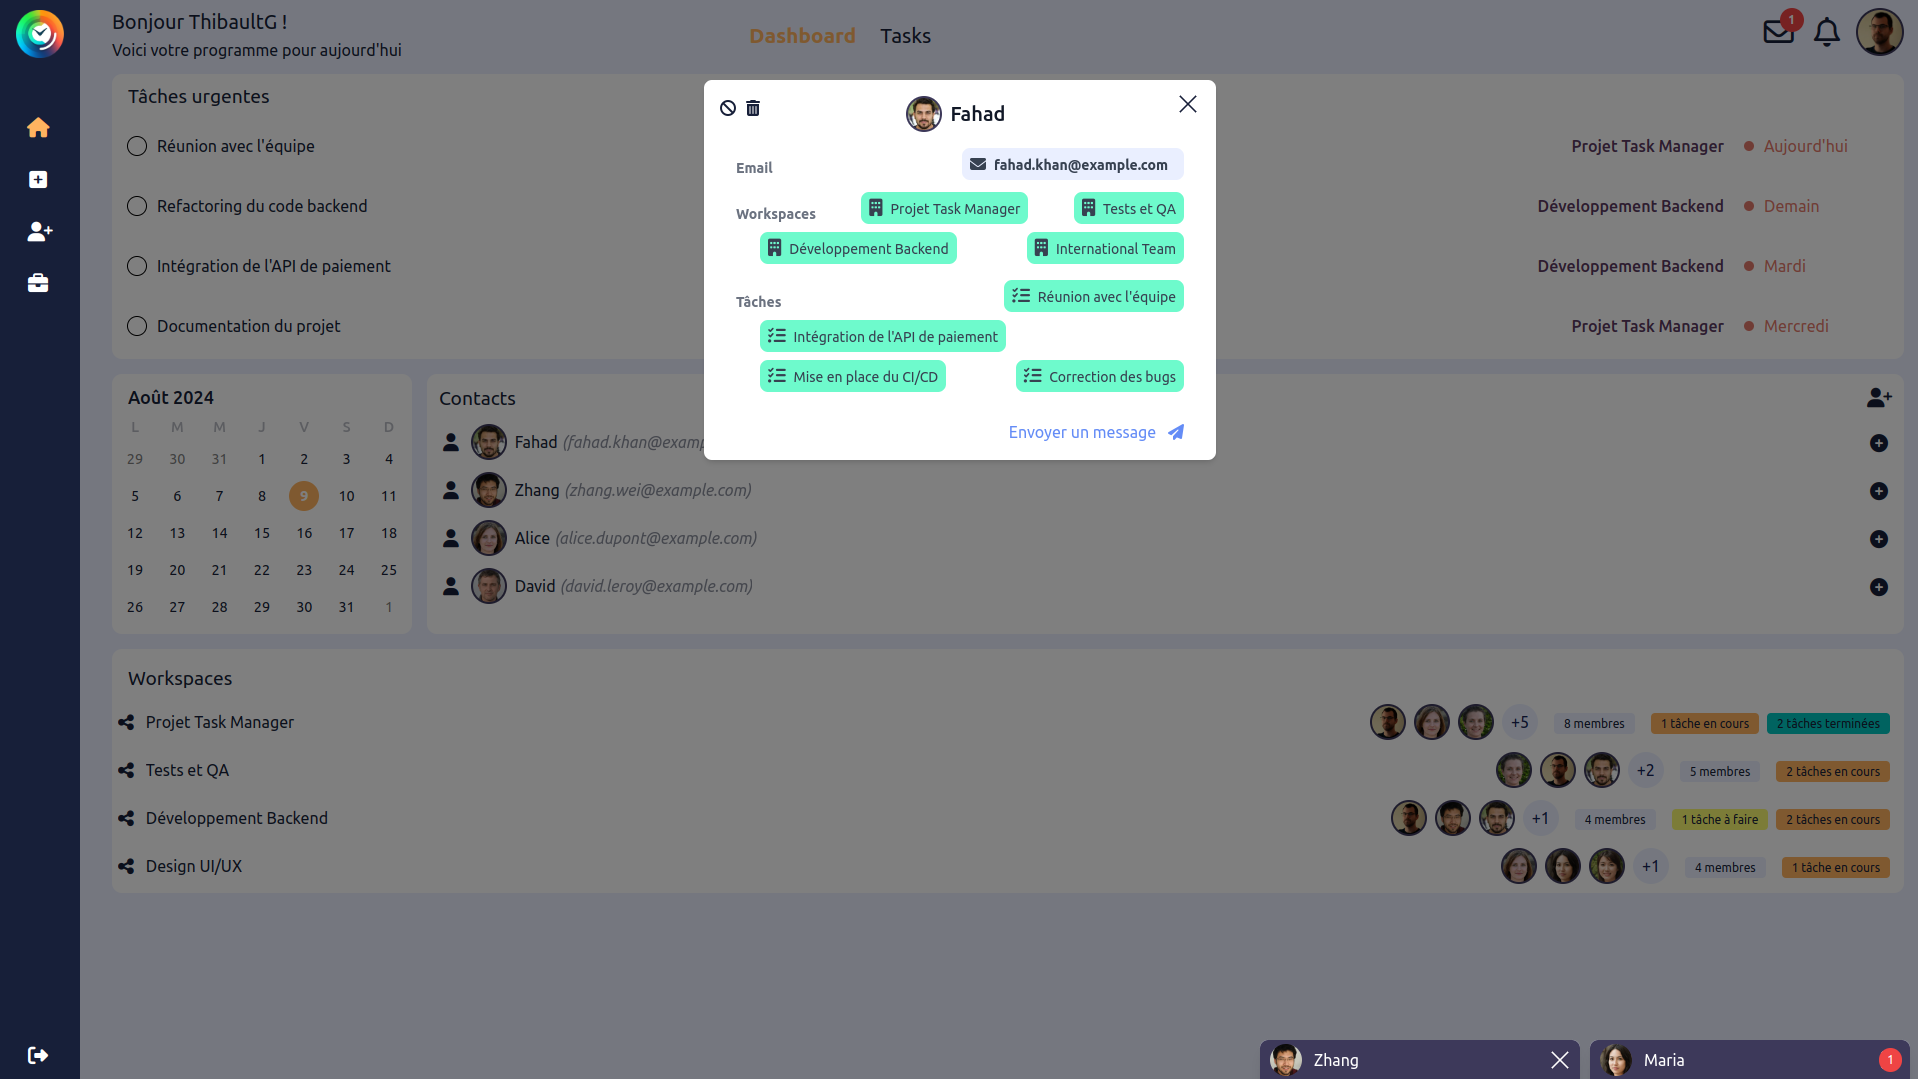 Bonjour ThibaultG !
Voici votre programme pour aujourd'hui
Dashboard Tasks
1
Tâches urgentes
Réunion avec l'équipe Projet Task Manager Aujourd'hui
Refactoring du code backend Développement Backend Demain
Intégration de l'API de paiement Développement Backend Mardi
Documentation du projet Projet Task Manager Mercredi
Fahad
Email fahad.khan@example.com
Workspaces Projet Task Manager Tests et QA
Développement Backend International Team
Tâches Réunion avec l'équipe
Intégration de l'API de paiement
Mise en place du CI/CD Correction des bugs
Envoyer un message
Août 2024
L M M J V S D
29 30 31 1 2 3 4
5 6 7 8 9 10 11
12 13 14 15 16 17 18
19 20 21 22 23 24 25
26 27 28 29 30 31 1
Contacts
Fahad (fahad.khan@examp
Zhang (zhang.wei@example.com)
Alice (alice.dupont@example.com)
David (david.leroy@example.com)
Workspaces
Projet Task Manager +5 8 membres 1 tâche en cours 2 tâches terminées
Tests et QA +2 5 membres 2 tâches en cours
Développement Backend +1 4 membres 1 tâche à faire 2 tâches en cours
Design UI/UX +1 4 membres 1 tâche en cours
Zhang Maria 1